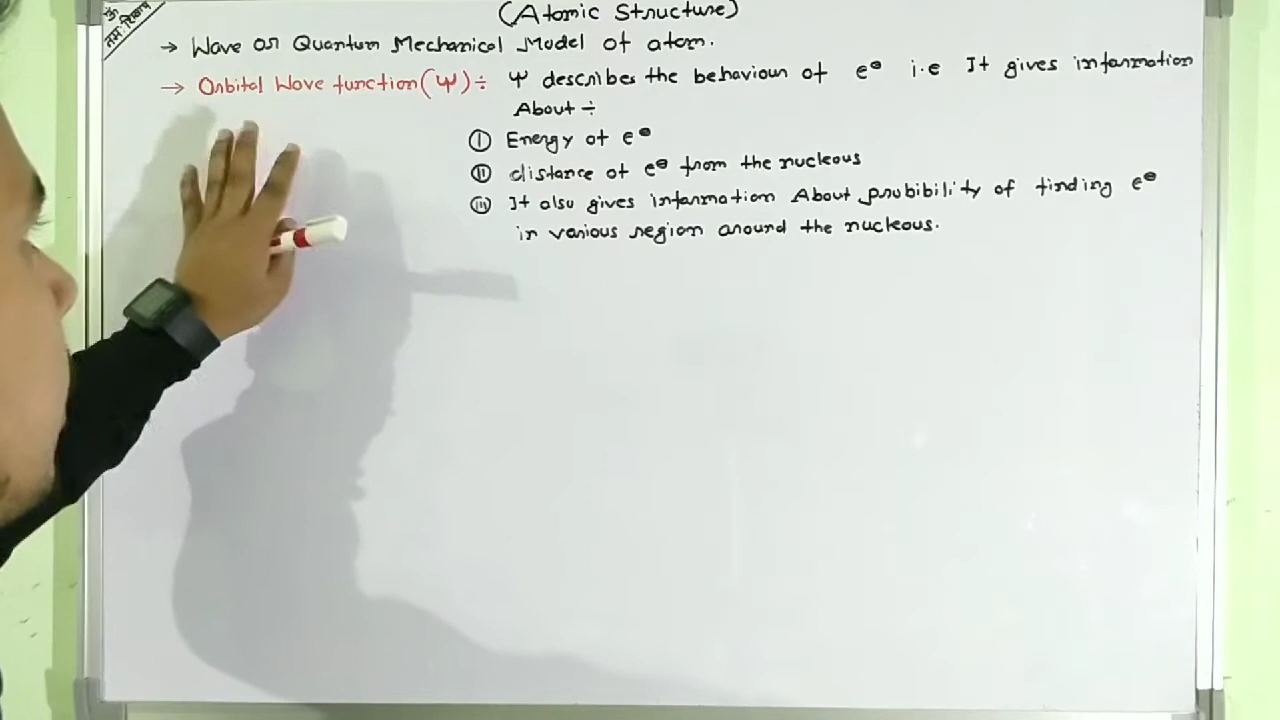 ॐ
नमः शिवाय
(Atomic Structure)
→ Wave or Quantum Mechanical Model of atom.
→ Orbital Wave function (Ψ) ÷ Ψ describes the behaviour of e⊖ i.e It gives information
About ÷
(i) Energy of e⊖
(ii) distance of e⊖ from the nucleous
(iii) It also gives information About probibility of finding e⊖
in various region around the nucleous.